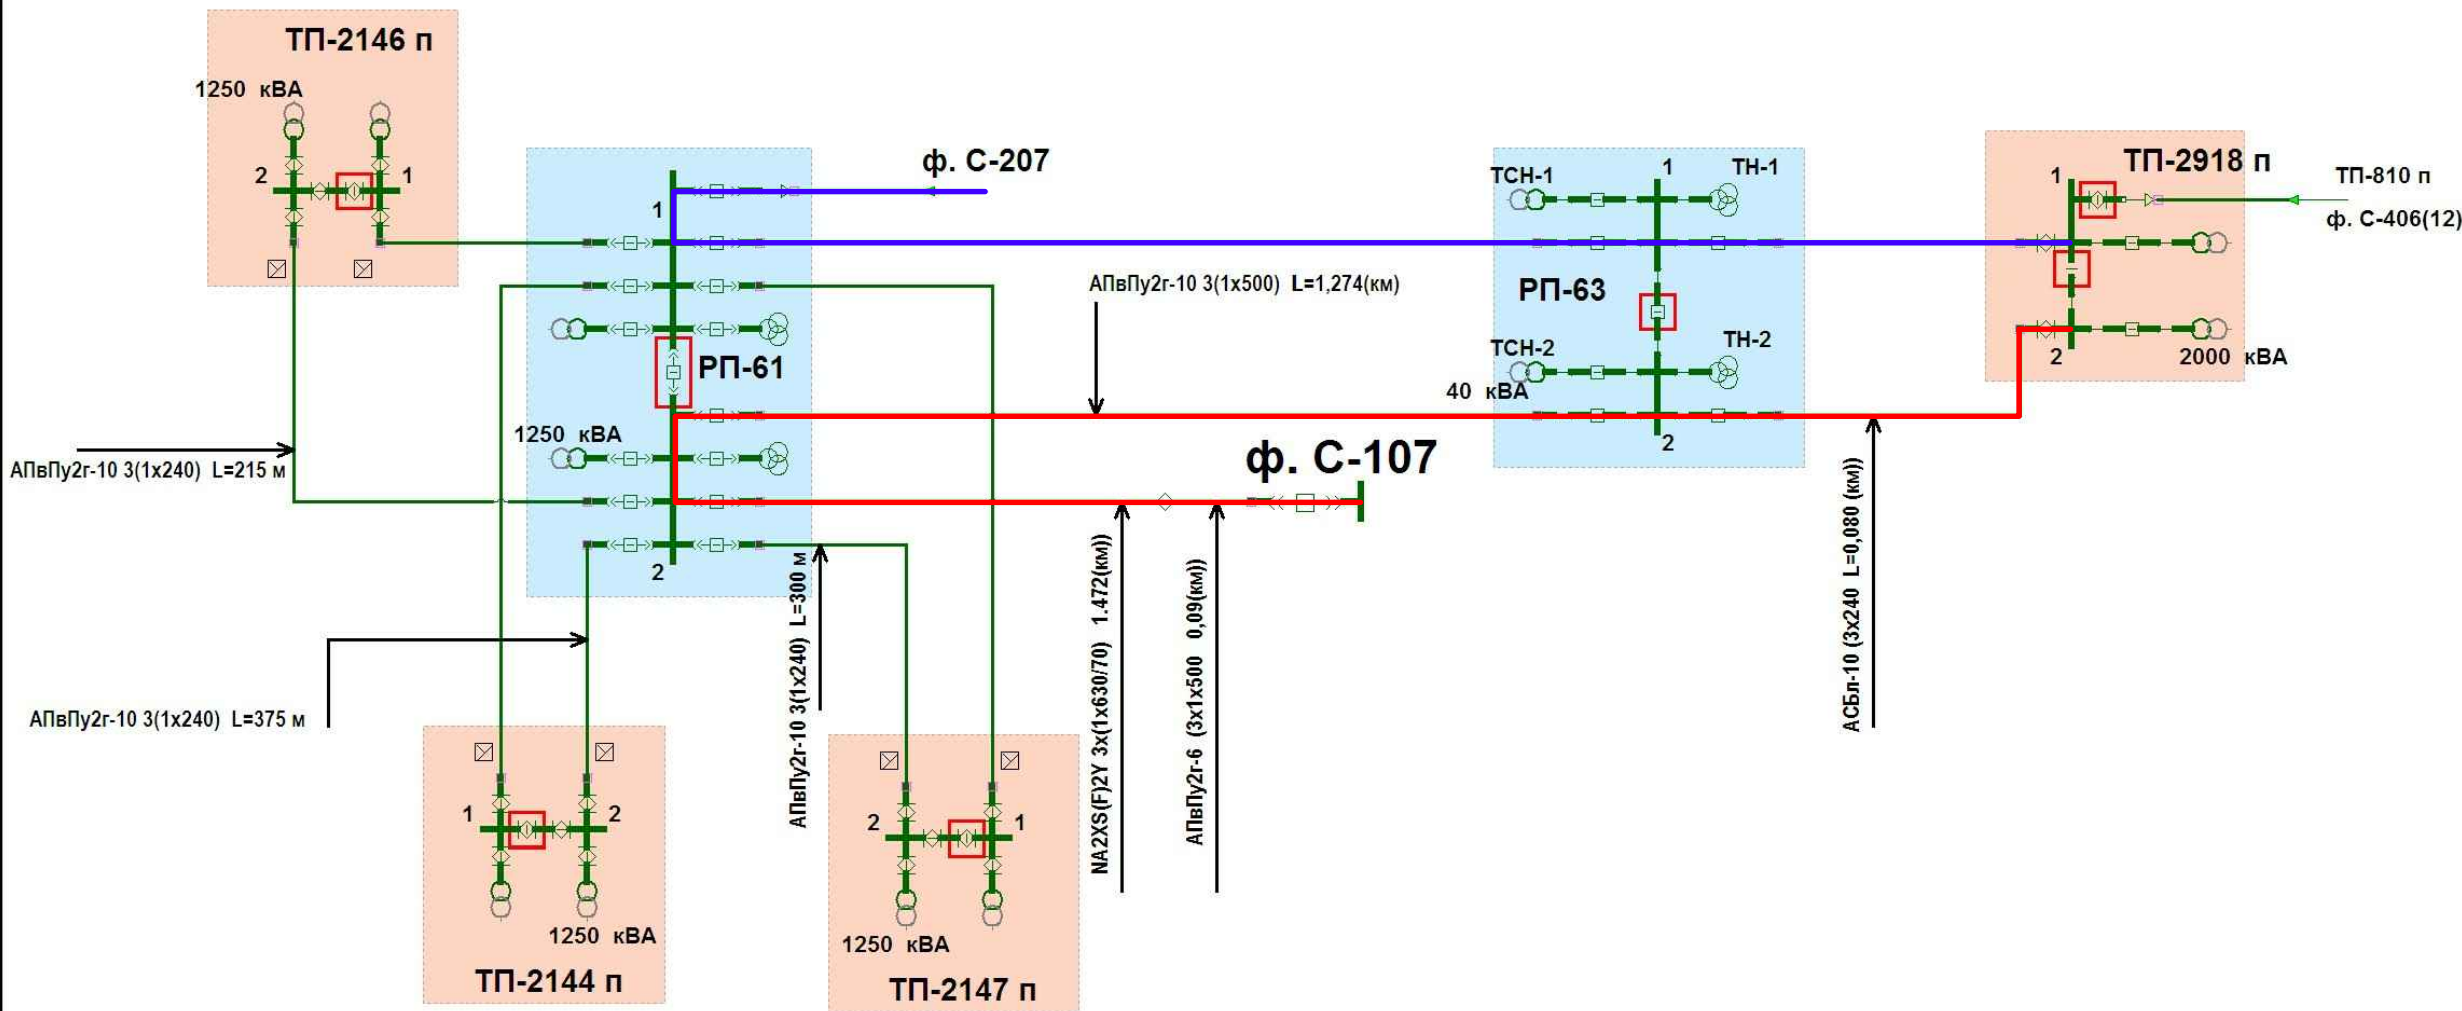 ТП-2146 п
1250 кВА
2
1
ф. С-207
1
РП-61
1250 кВА
2
АПвПу2г-10 3(1х240) L=215 м
АПвПу2г-10 3(1х240) L=375 м
АПвПу2г-10 3(1х240) L=300 м
АПвПу2г-10 3(1х500) L=1,274(км)
ф. С-107
NA2XS(F)2Y 3х(1х630/70) 1.472(км))
АПвПу2г-6 (3х1х500 0,09(км))
ТСН-1
1
ТН-1
РП-63
ТСН-2
ТН-2
40 кВА
2
АСБл-10 (3х240 L=0,080 (км))
ТП-2918 п
1
2
2000 кВА
ТП-810 п
ф. С-406(12)
1
2
1250 кВА
ТП-2144 п
2
1
1250 кВА
ТП-2147 п